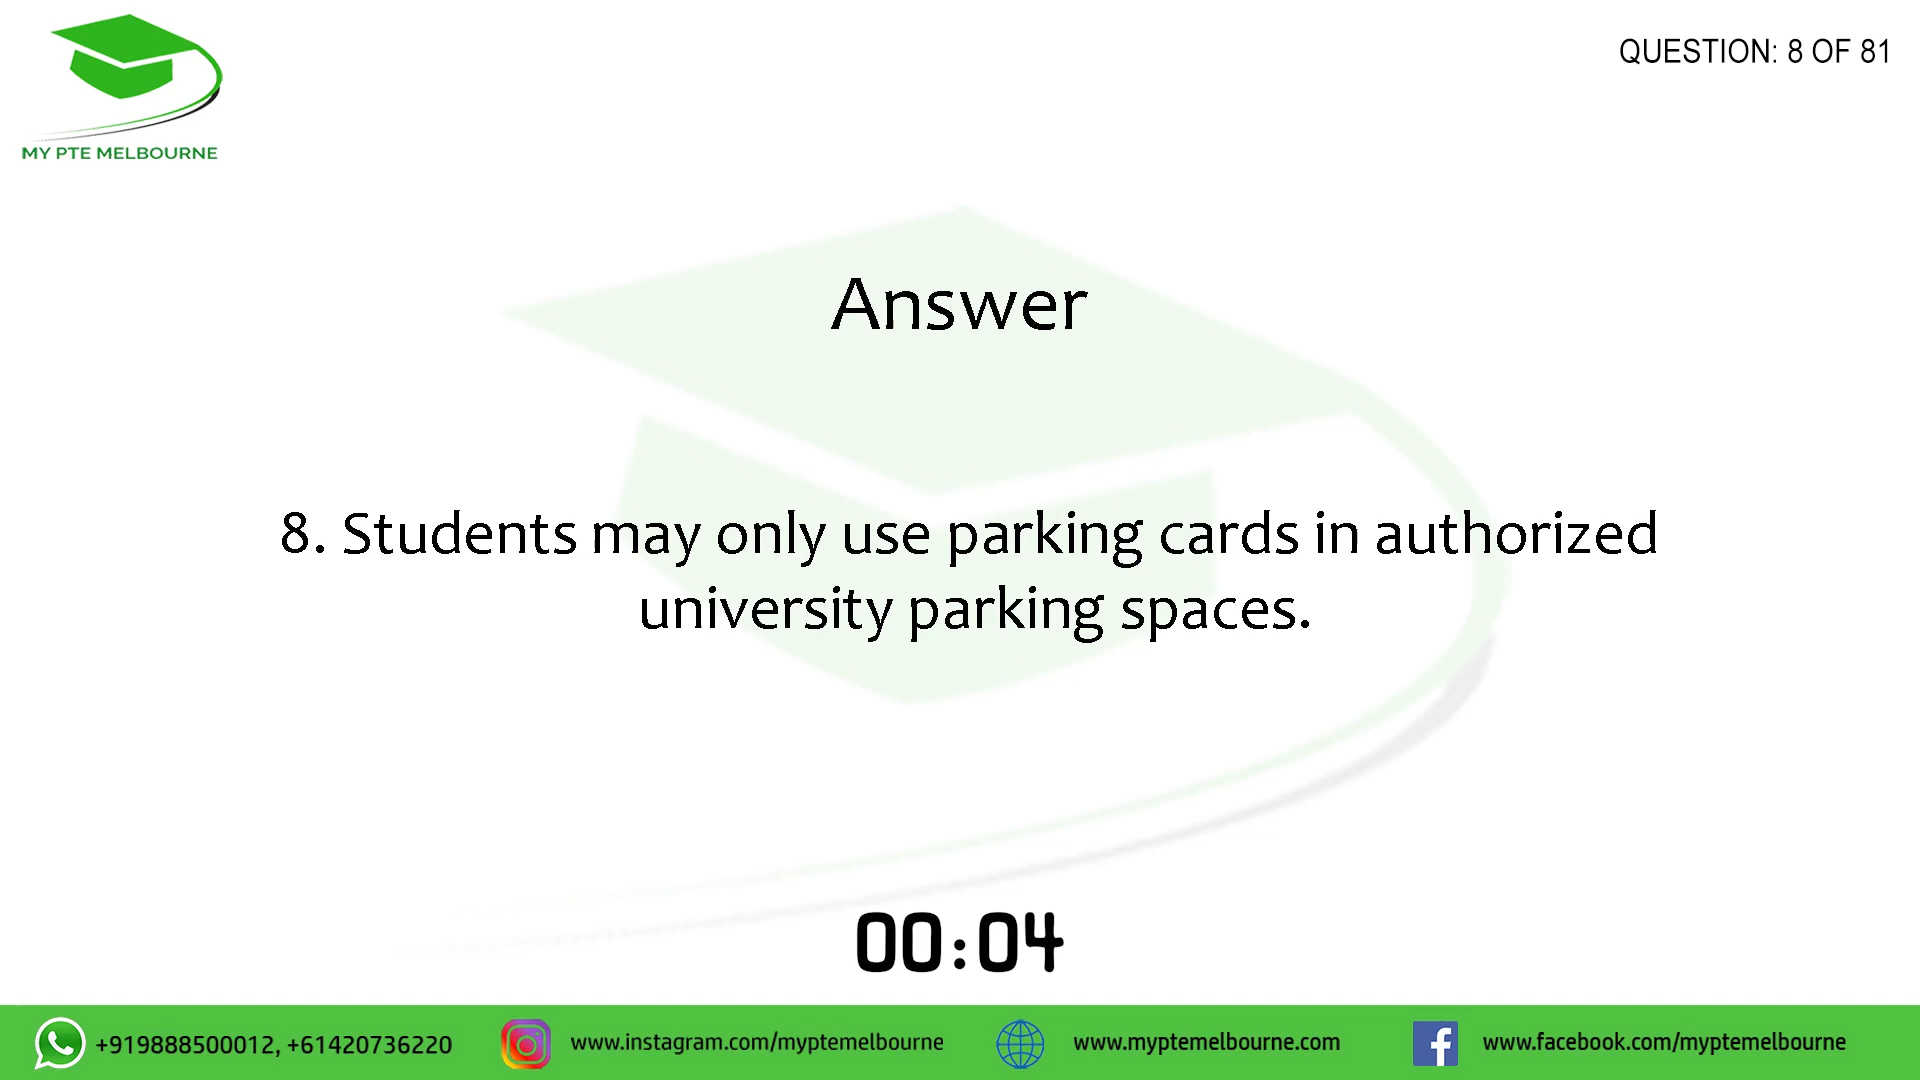 MY PTE MELBOURNE
QUESTION: 8 OF 81
Answer
8. Students may only use parking cards in authorized
university parking spaces.
00:04
+919888500012, +61420736220
www.instagram.com/myptemelbourne
www.myptemelbourne.com
www.facebook.com/myptemelbourne